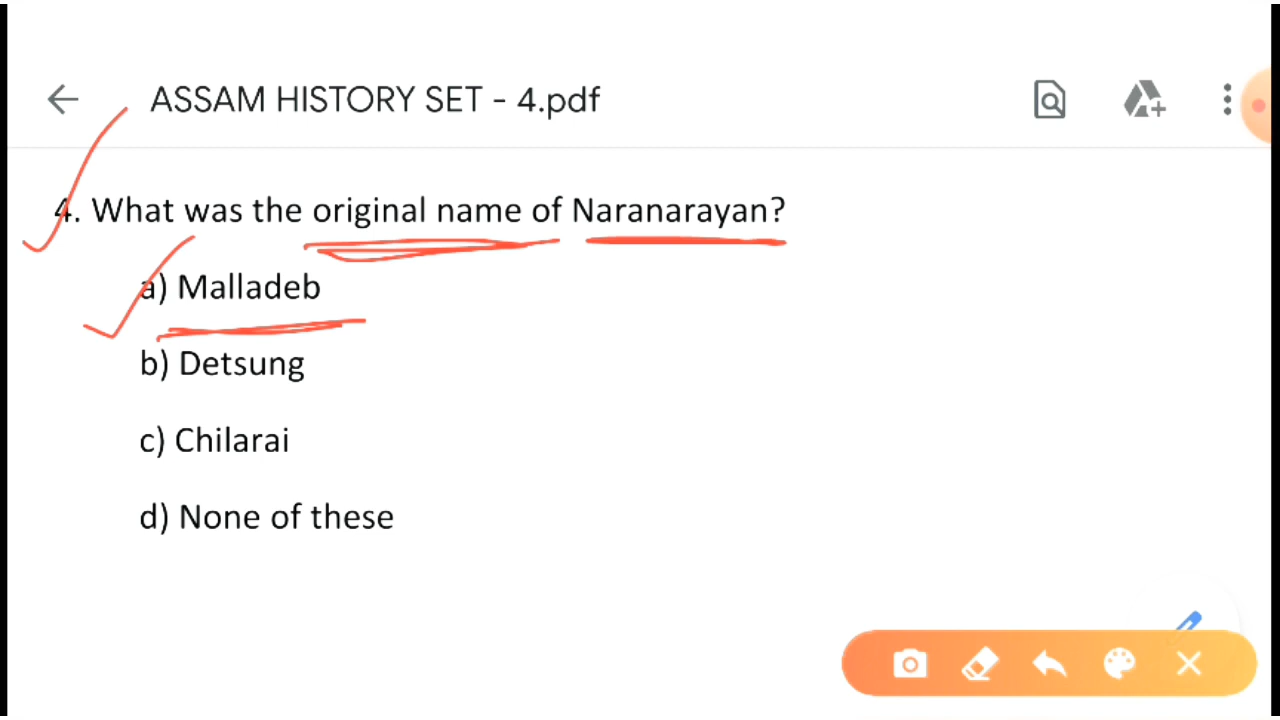 ASSAM HISTORY SET - 4.pdf
4. What was the original name of Naranarayan?
a) Malladeb
b) Detsung
c) Chilarai
d) None of these